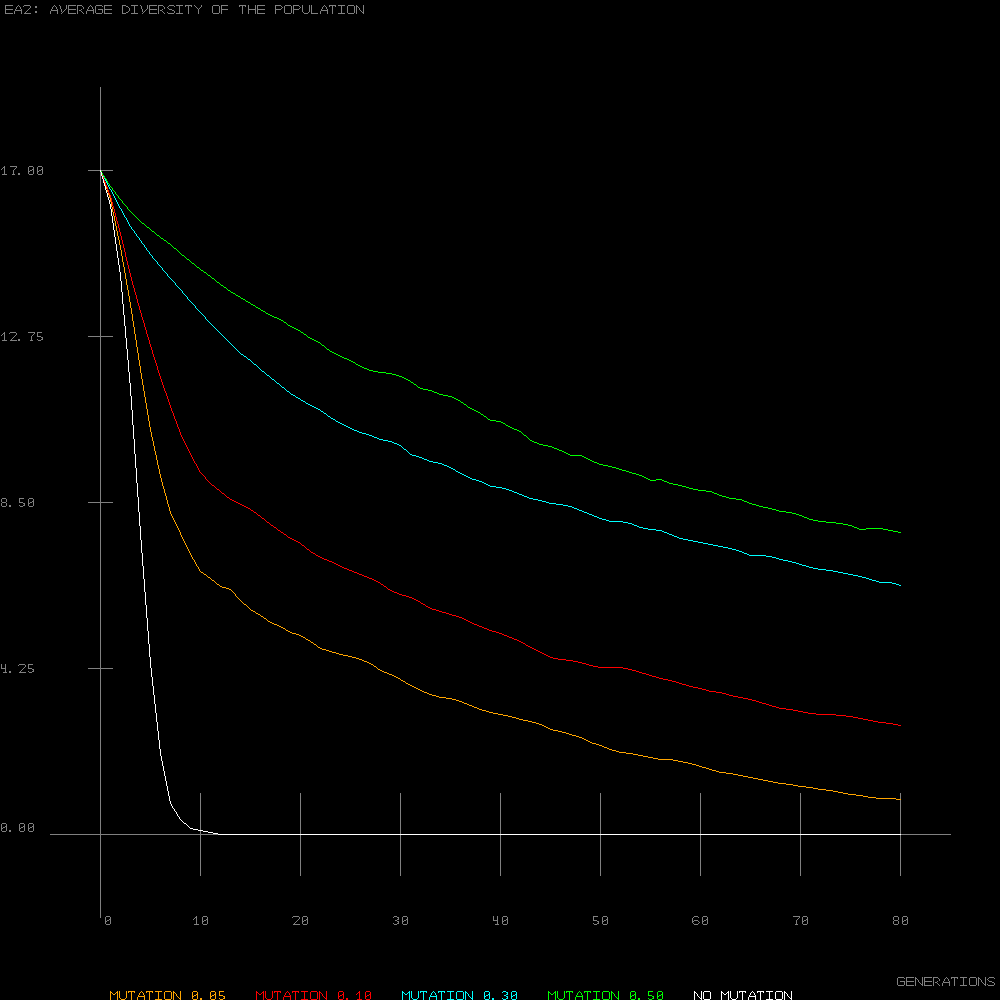 EA2: AVERAGE DIVERSITY OF THE POPULATION
17.00
12.75
8.50
4.25
0.00
0 10 20 30 40 50 60 70 80
GENERATIONS
MUTATION 0.05 MUTATION 0.10 MUTATION 0.30 MUTATION 0.50 NO MUTATION